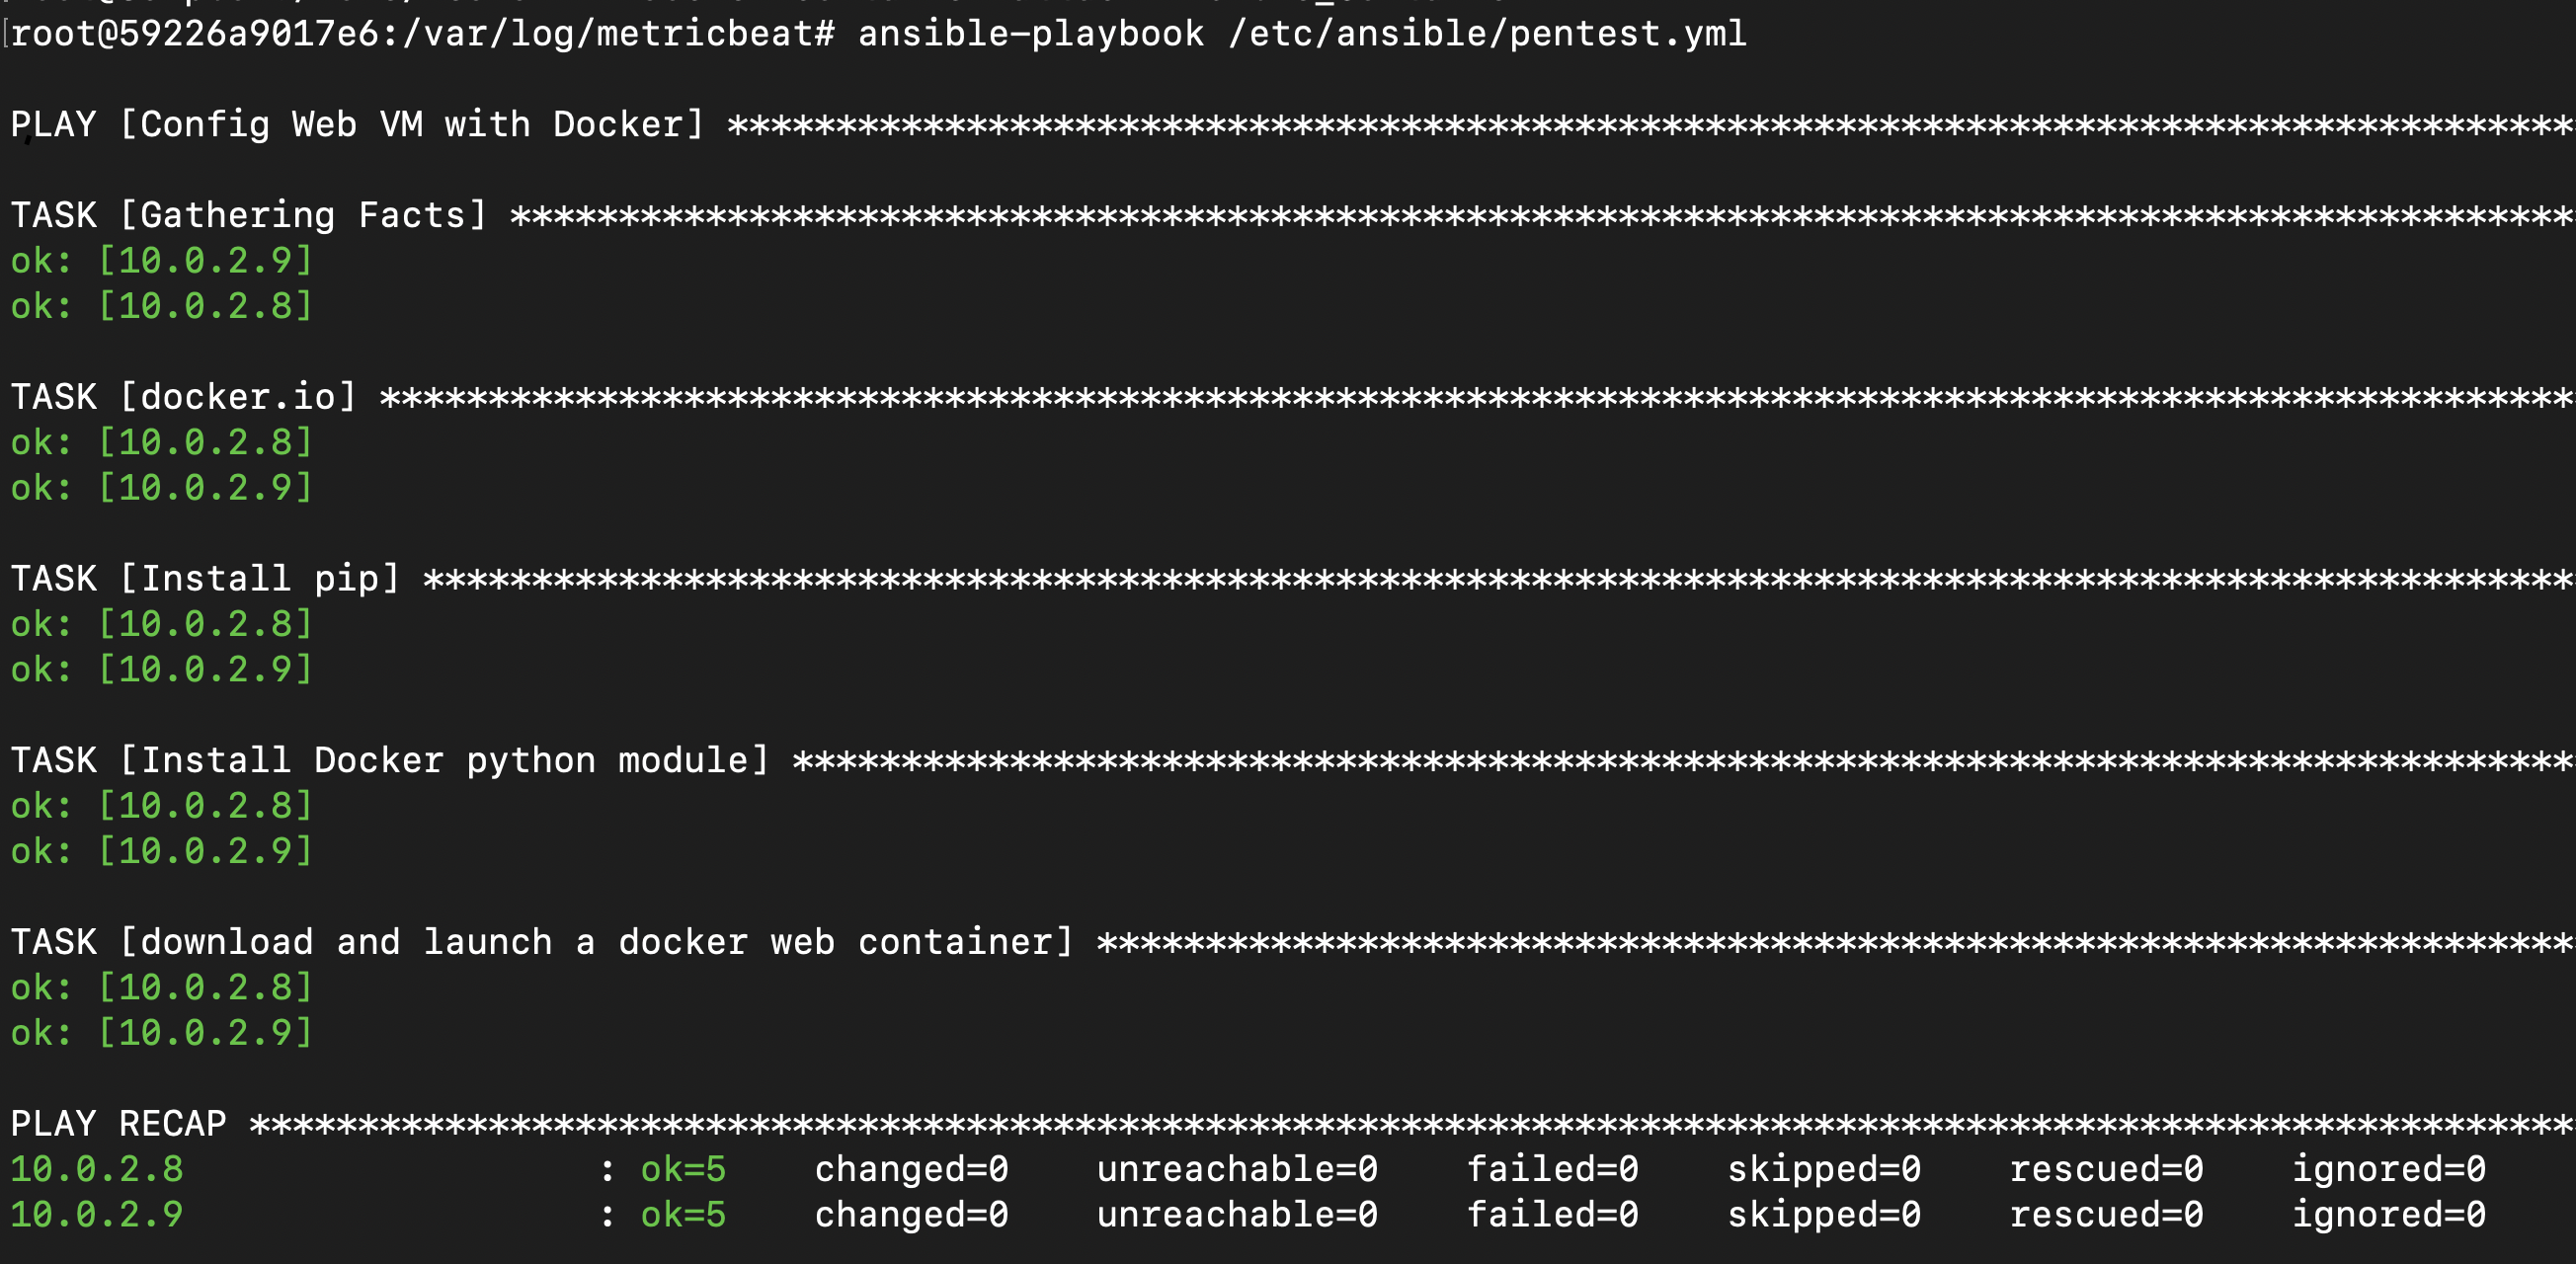 root@59226a9017e6:/var/log/metricbeat# ansible-playbook /etc/ansible/pentest.yml
PLAY [Config Web VM with Docker] *************************************************************************************
TASK [Gathering Facts] ***********************************************************************************************
ok: [10.0.2.9]
ok: [10.0.2.8]
TASK [docker.io] *****************************************************************************************************
ok: [10.0.2.8]
ok: [10.0.2.9]
TASK [Install pip] ***************************************************************************************************
ok: [10.0.2.8]
ok: [10.0.2.9]
TASK [Install Docker python module] **********************************************************************************
ok: [10.0.2.8]
ok: [10.0.2.9]
TASK [download and launch a docker web container] ********************************************************************
ok: [10.0.2.8]
ok: [10.0.2.9]
PLAY RECAP ***********************************************************************************************************
10.0.2.8                   : ok=5    changed=0    unreachable=0    failed=0    skipped=0    rescued=0    ignored=0
10.0.2.9                   : ok=5    changed=0    unreachable=0    failed=0    skipped=0    rescued=0    ignored=0